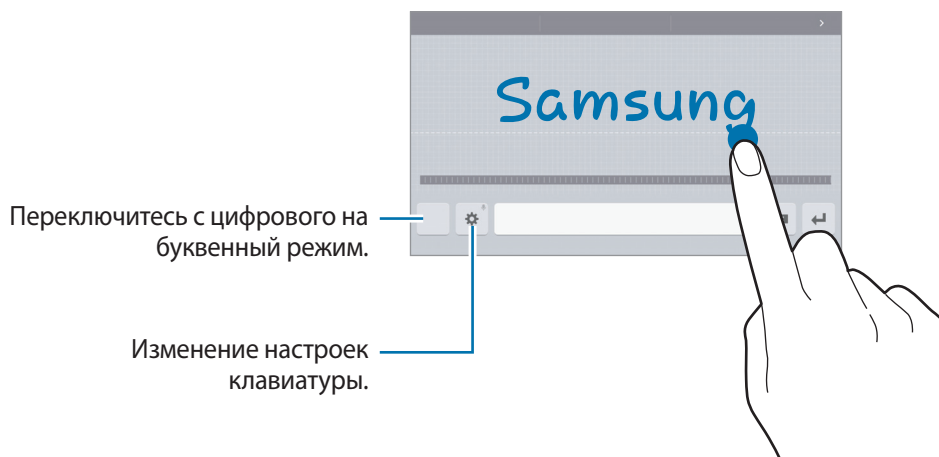 Samsung
Переключитесь с цифрового на
буквенный режим.
Изменение настроек
клавиатуры.